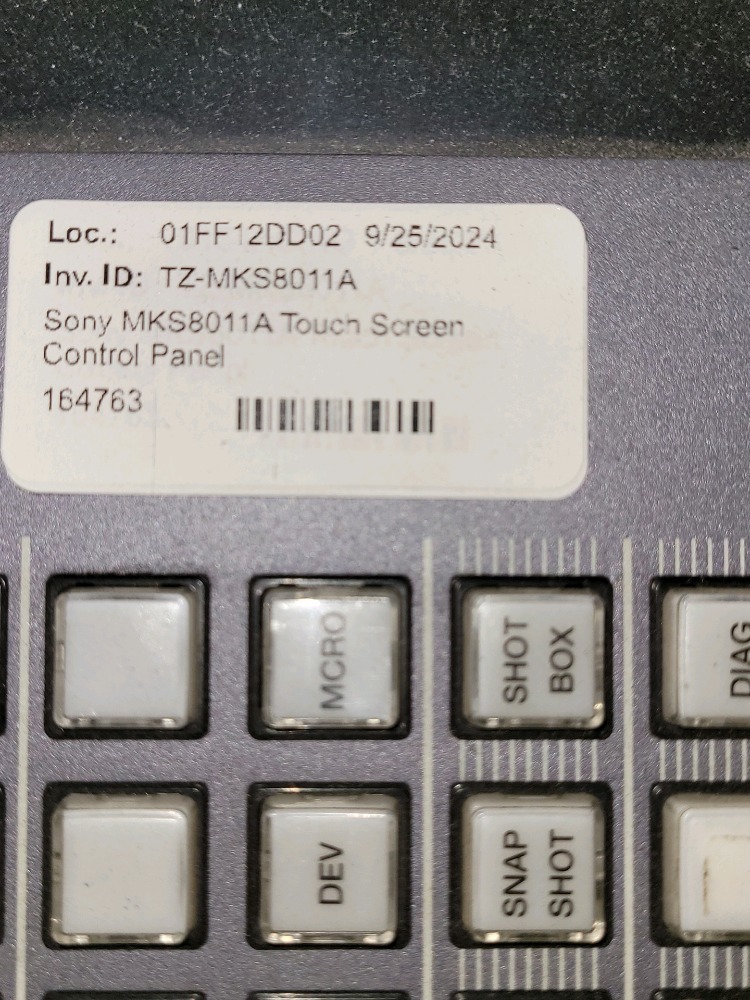 Loc.: 01FF12DD02 9/25/2024
Inv. ID: TZ-MKS8011A
Sony MKS8011A Touch Screen
Control Panel
164763
MCRO
SHOT
BOX
DIAG
DEV
SNAP
SHOT